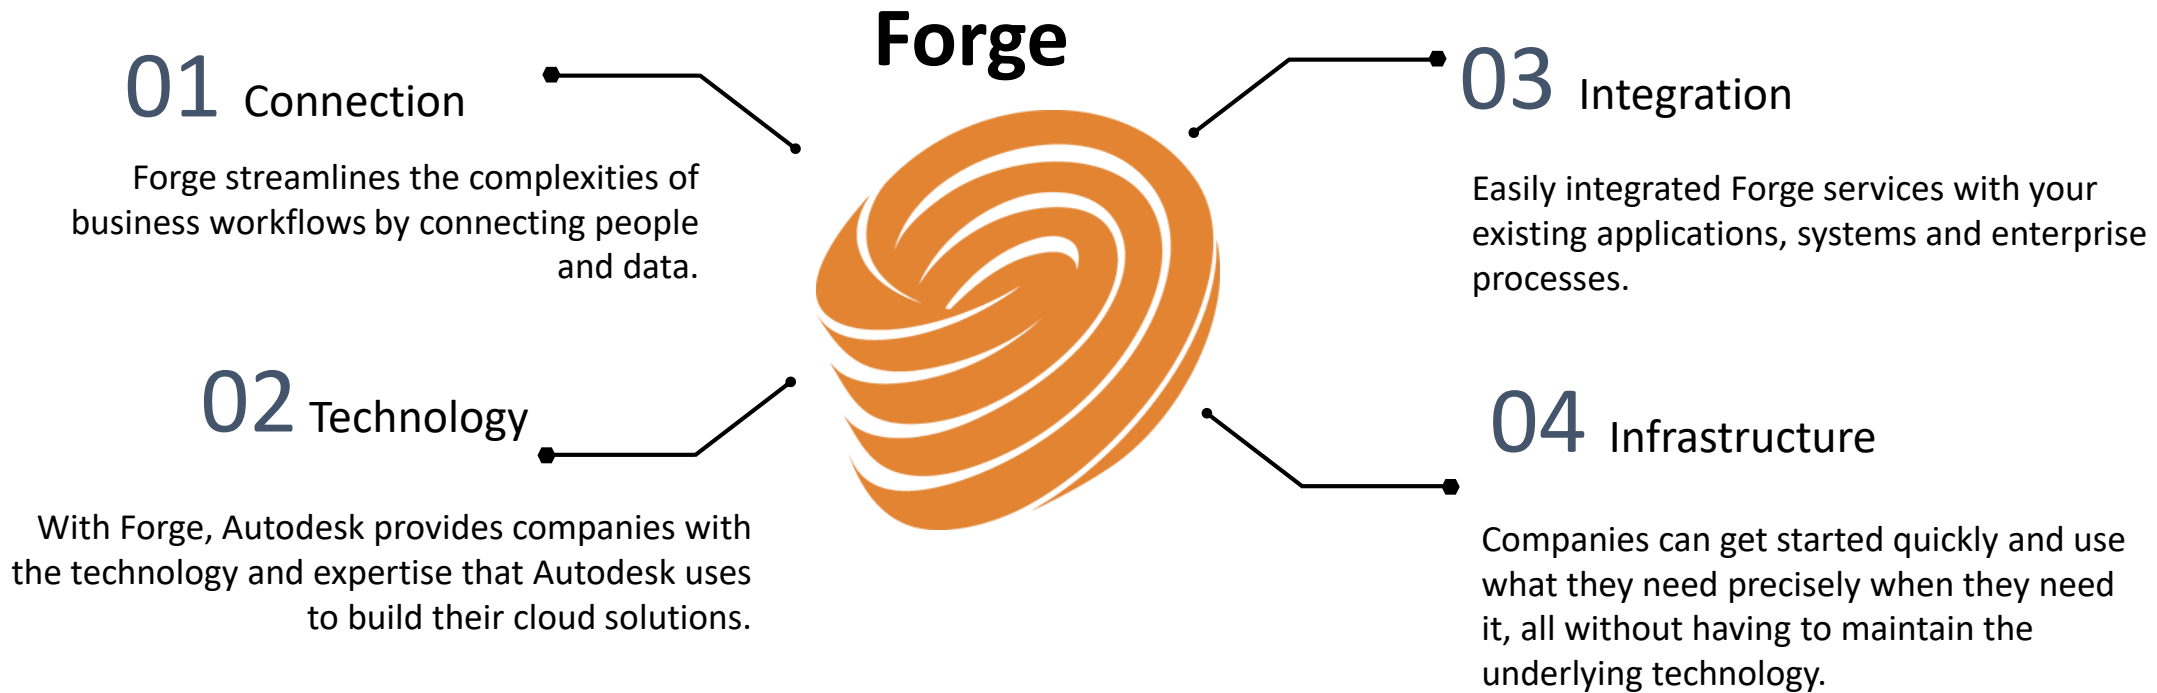 Forge
01 Connection
Forge streamlines the complexities of
business workflows by connecting people
and data.
02 Technology
With Forge, Autodesk provides companies with
the technology and expertise that Autodesk uses
to build their cloud solutions.
03 Integration
Easily integrated Forge services with your
existing applications, systems and enterprise
processes.
04 Infrastructure
Companies can get started quickly and use
what they need precisely when they need
it, all without having to maintain the
underlying technology.